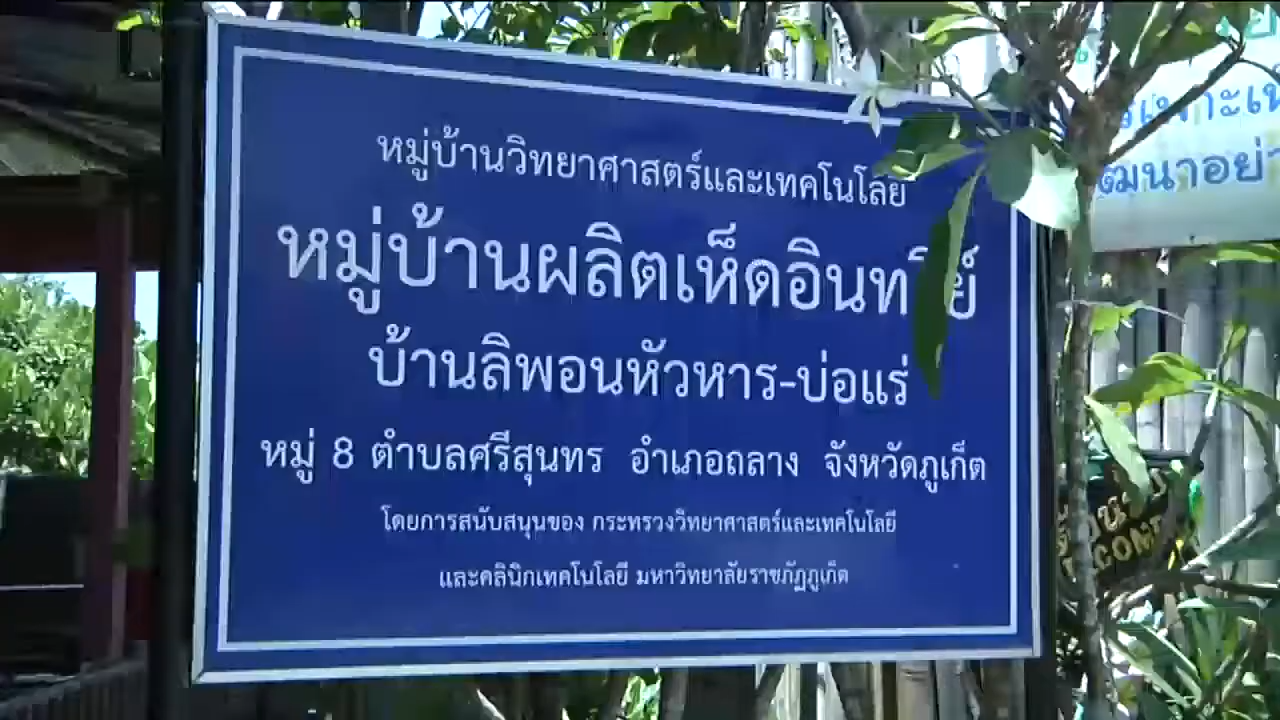 หมู่บ้านวิทยาศาสตร์และเทคโนโลยี
หมู่บ้านผลิตเห็ดอินทรีย์
บ้านลิพอนหัวหาร-บ่อแร่
หมู่ 8 ตำบลศรีสุนทร อำเภอถลาง จังหวัดภูเก็ต
โดยการสนับสนุนของ กระทรวงวิทยาศาสตร์และเทคโนโลยี
และคลินิกเทคโนโลยี มหาวิทยาลัยราชภัฏภูเก็ต